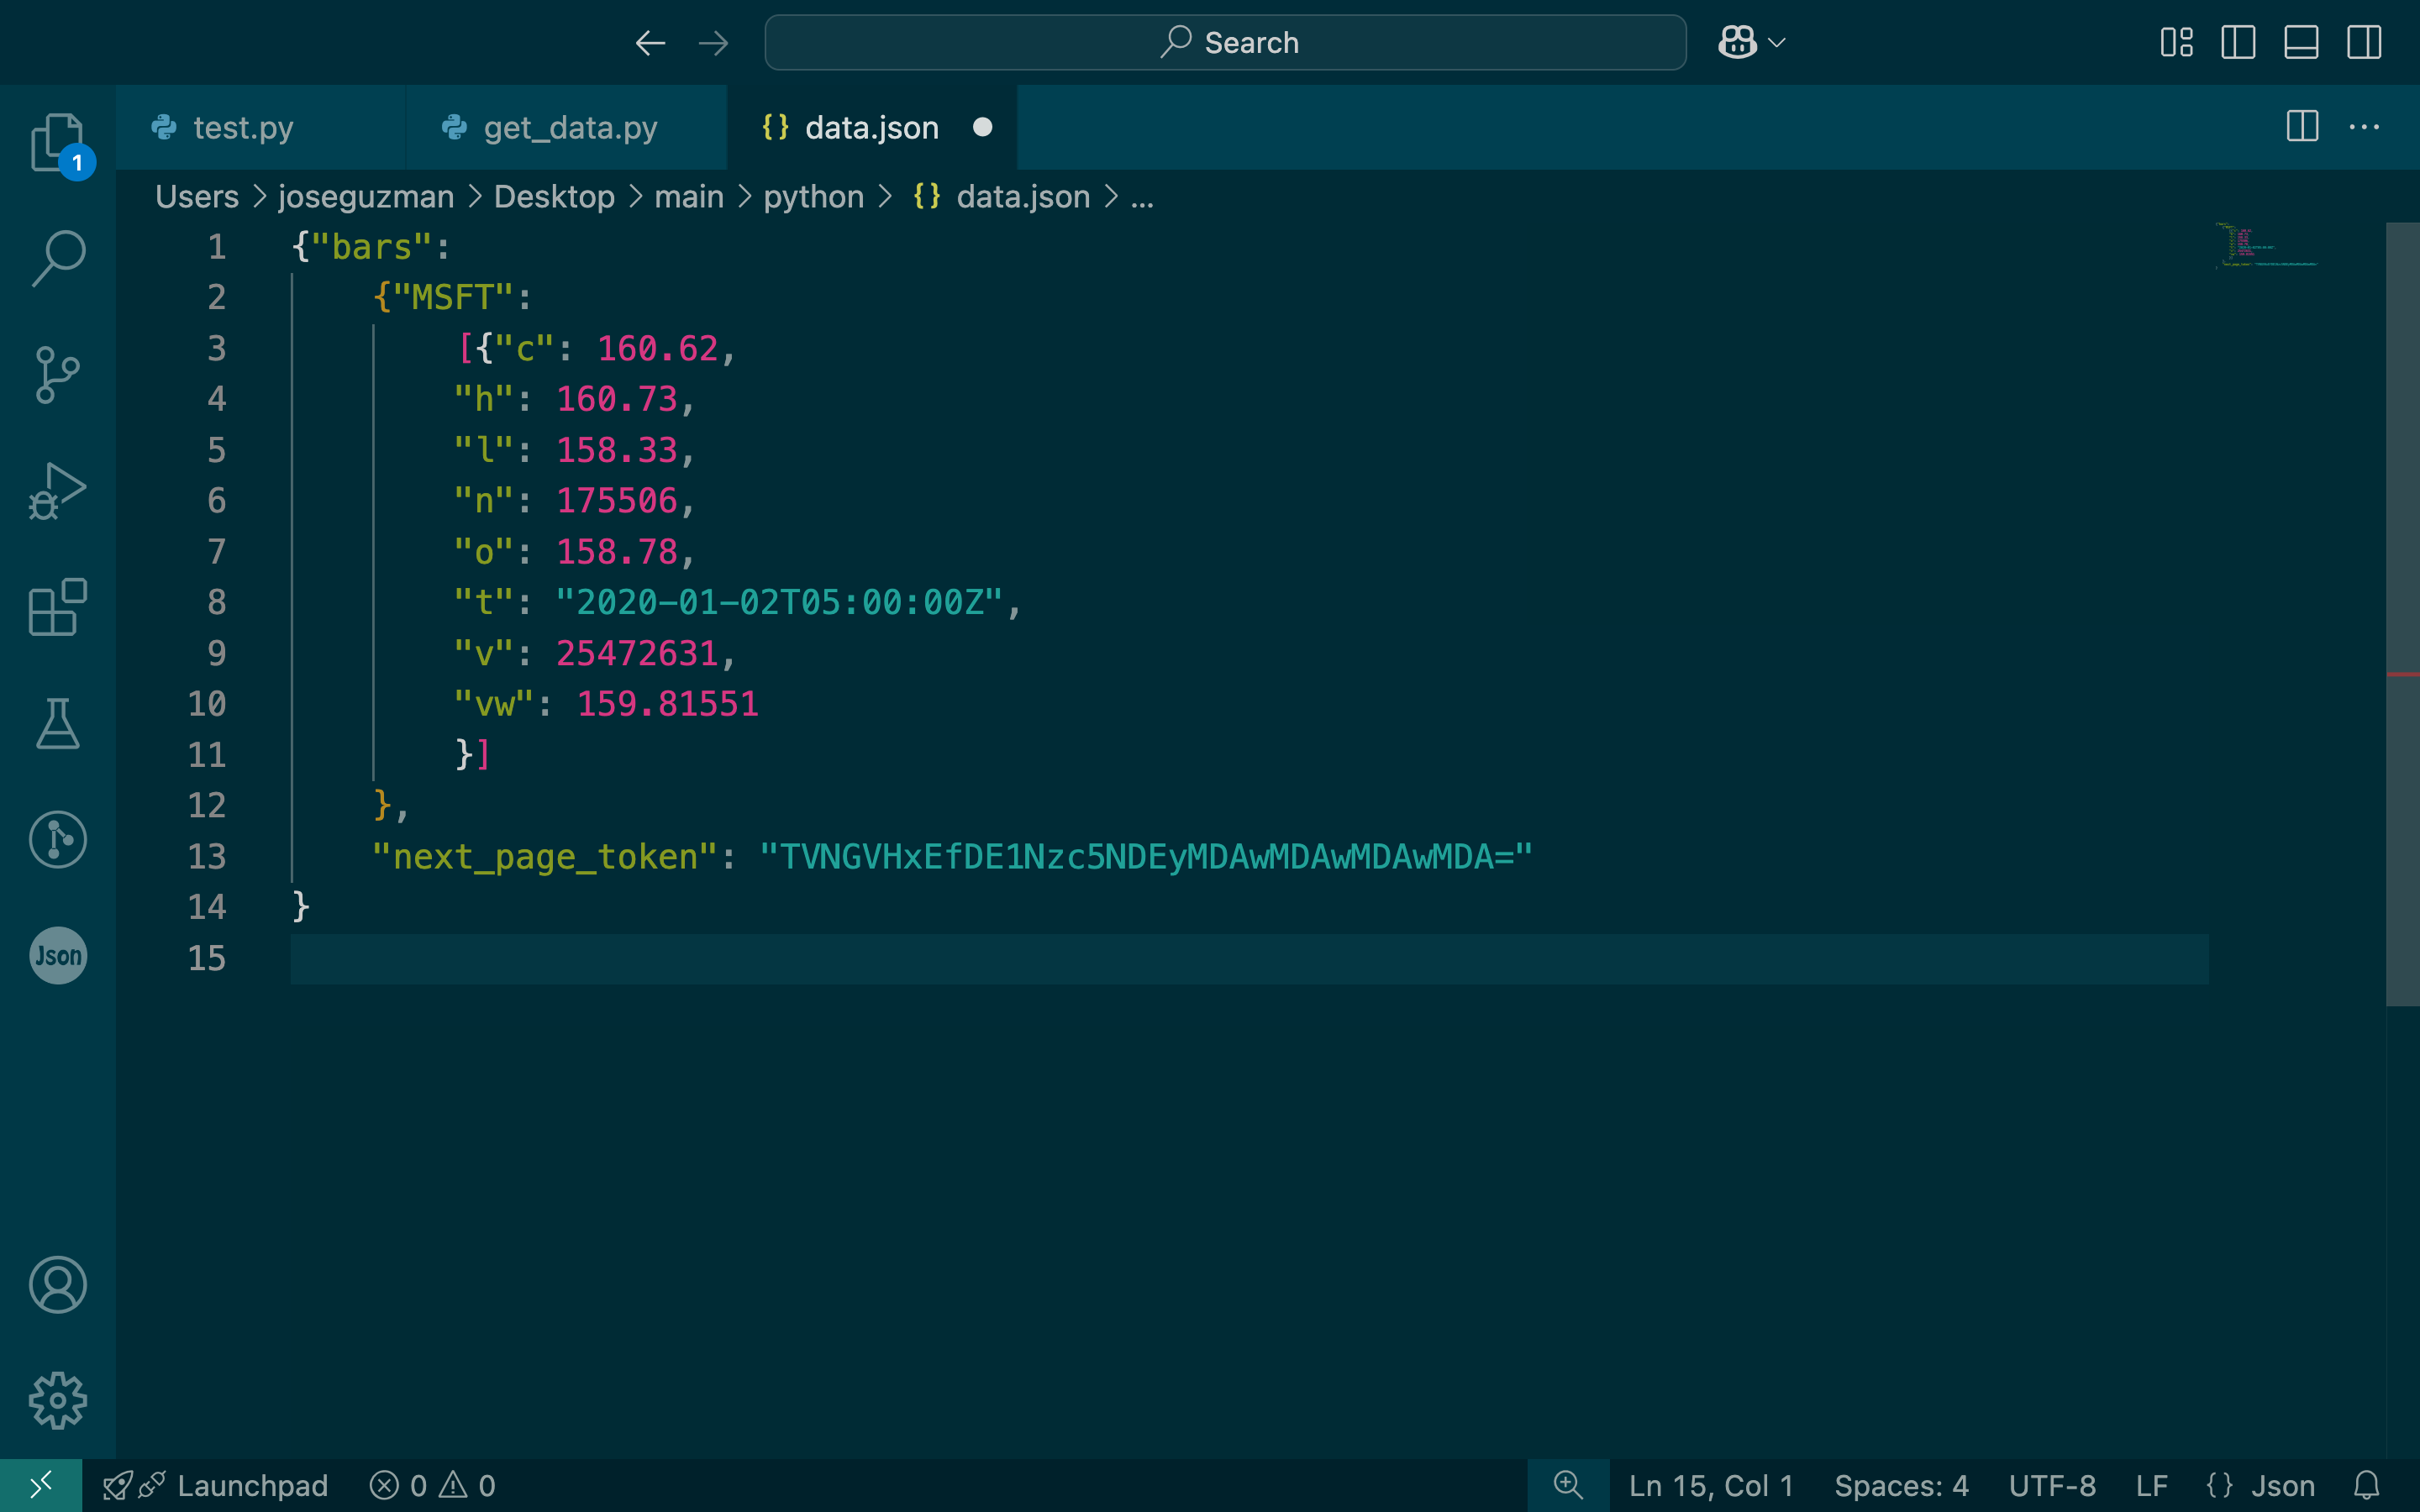 Search
1
test.py
get_data.py
{} data.json
Users > joseguzman > Desktop > main > python > {} data.json > ...
1 {"bars":
2     {"MSFT":
3         [{"c": 160.62,
4         "h": 160.73,
5         "l": 158.33,
6         "n": 175506,
7         "o": 158.78,
8         "t": "2020-01-02T05:00:00Z",
9         "v": 25472631,
10         "vw": 159.81551
11         }]
12     },
13     "next_page_token": "TVNGVHxEfDE1Nzc5NDEyMDAwMDAwMDAwMDA="
14 }
15
Json
Launchpad
0
0
Ln 15, Col 1
Spaces: 4
UTF-8
LF
{} Json